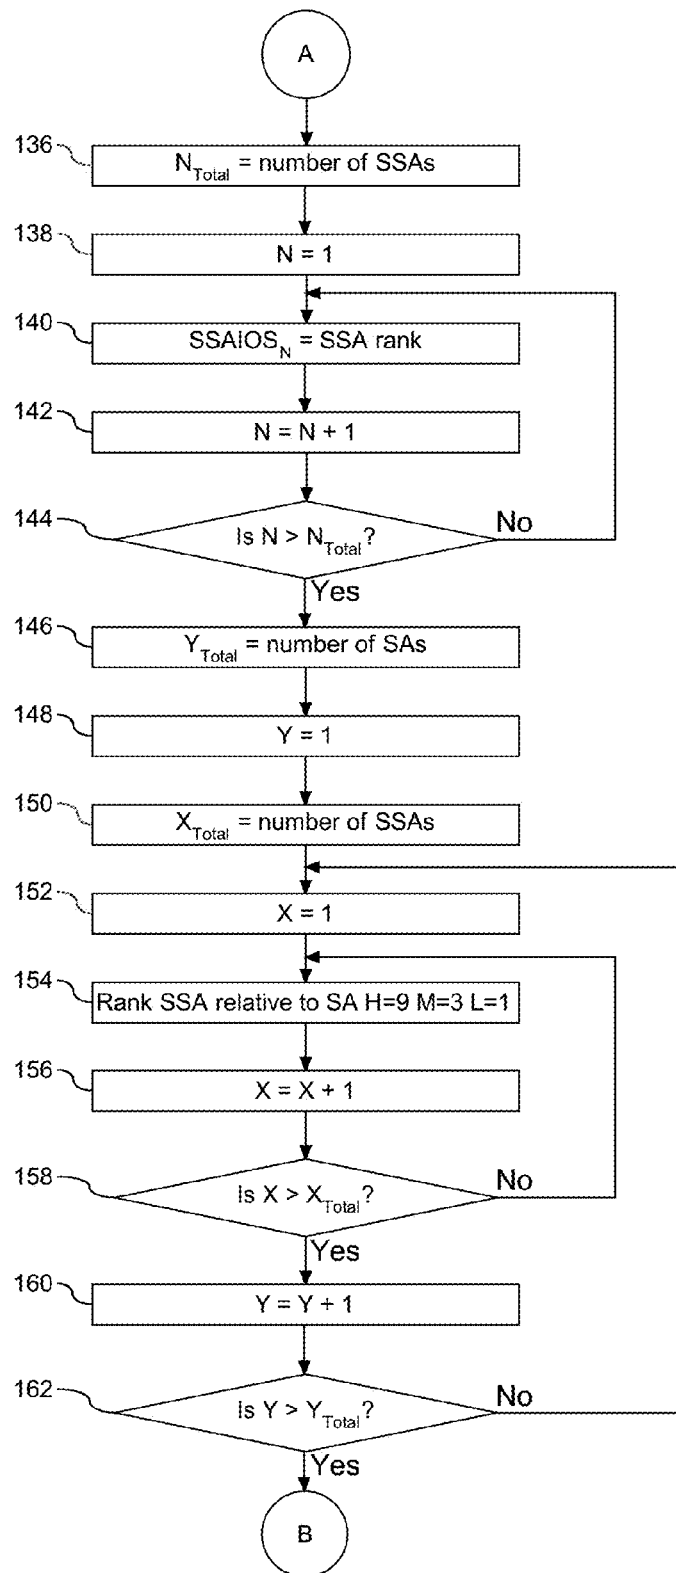 A
136
N_Total = number of SSAs
138
N = 1
140
SSAIOS_N = SSA rank
142
N = N + 1
144
Is N > N_Total?
No
Yes
146
Y_Total = number of SAs
148
Y = 1
150
X_Total = number of SSAs
152
X = 1
154
Rank SSA relative to SA H=9 M=3 L=1
156
X = X + 1
158
Is X > X_Total?
No
Yes
160
Y = Y + 1
162
Is Y > Y_Total?
No
Yes
B